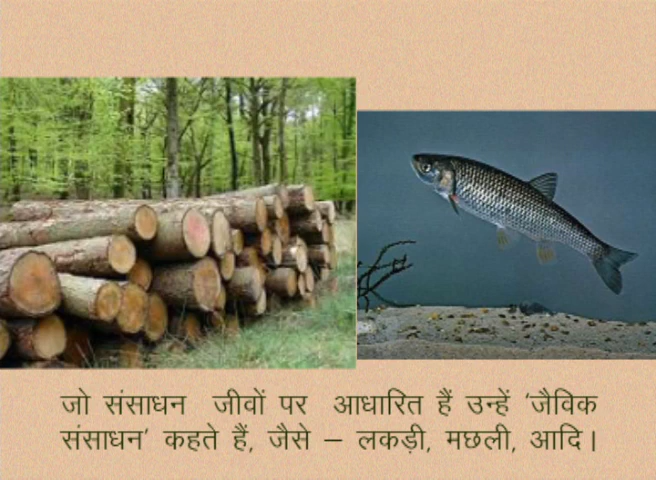 जो संसाधन जीवों पर आधारित हैं उन्हें 'जैविक
संसाधन' कहते हैं, जैसे – लकड़ी, मछली, आदि।